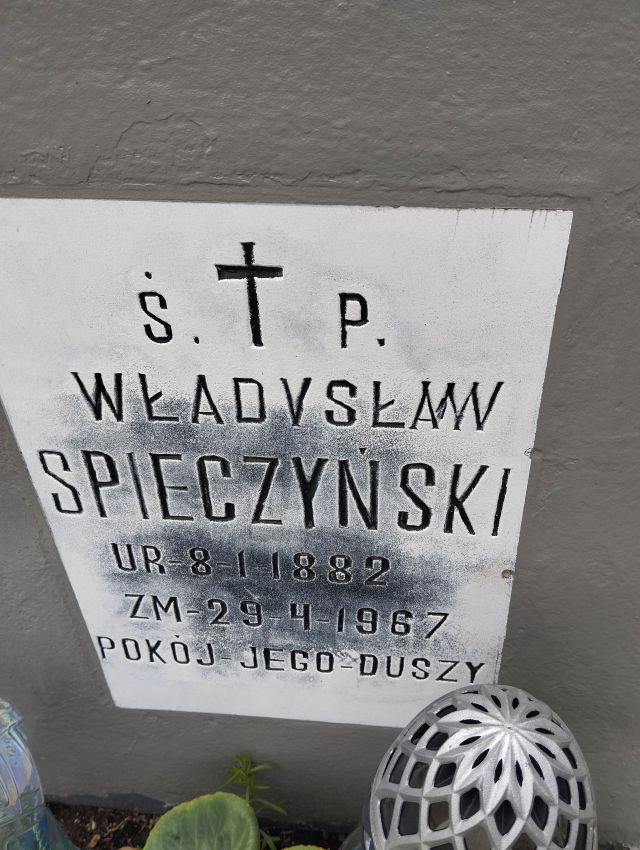 Ś. P.
WŁADYSŁAW
SPIECZYŃSKI
UR-8-1-1882
ZM-29-4-1967
POKÓJ-JEGO-DUSZY